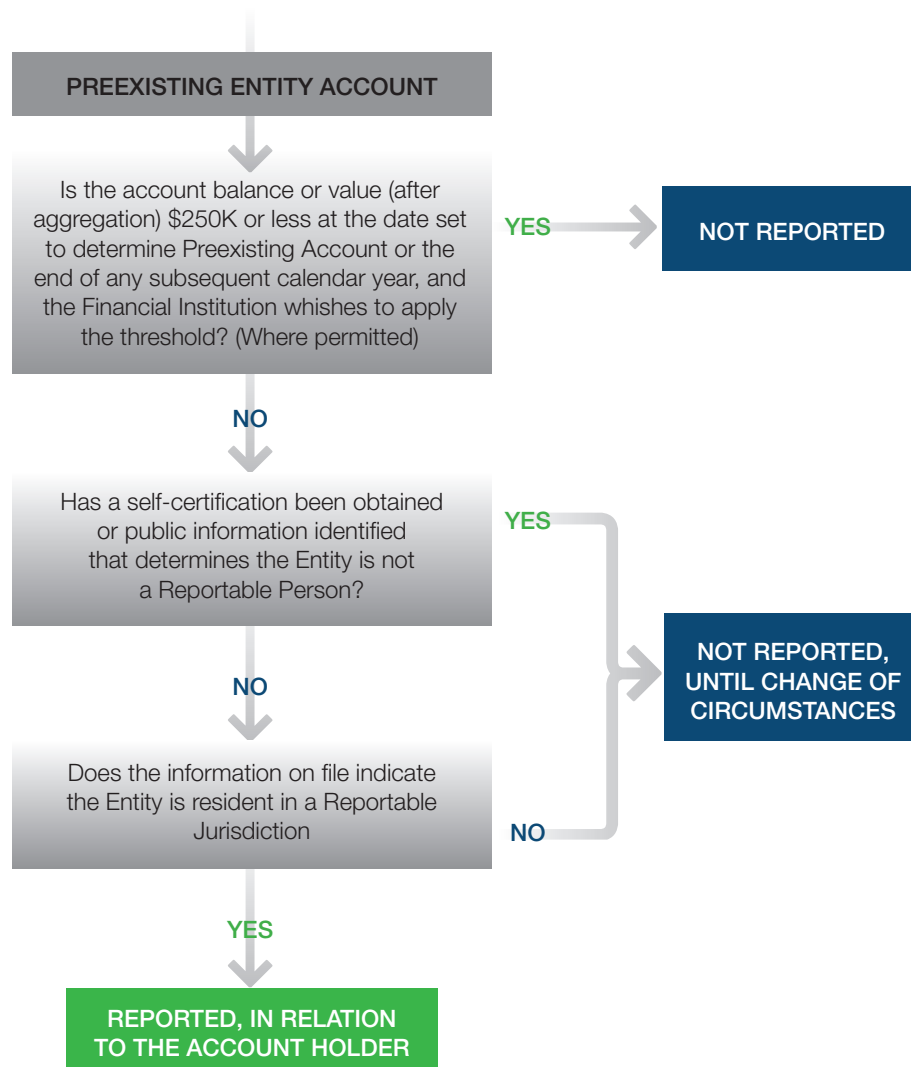 PREEXISTING ENTITY ACCOUNT
Is the account balance or value (after
aggregation) $250K or less at the date set
to determine Preexisting Account or the
end of any subsequent calendar year, and
the Financial Institution whishes to apply
the threshold? (Where permitted)
YES
NOT REPORTED
NO
Has a self-certification been obtained
or public information identified
that determines the Entity is not
a Reportable Person?
YES
NOT REPORTED,
UNTIL CHANGE OF
CIRCUMSTANCES
NO
Does the information on file indicate
the Entity is resident in a Reportable
Jurisdiction
NO
YES
REPORTED, IN RELATION
TO THE ACCOUNT HOLDER